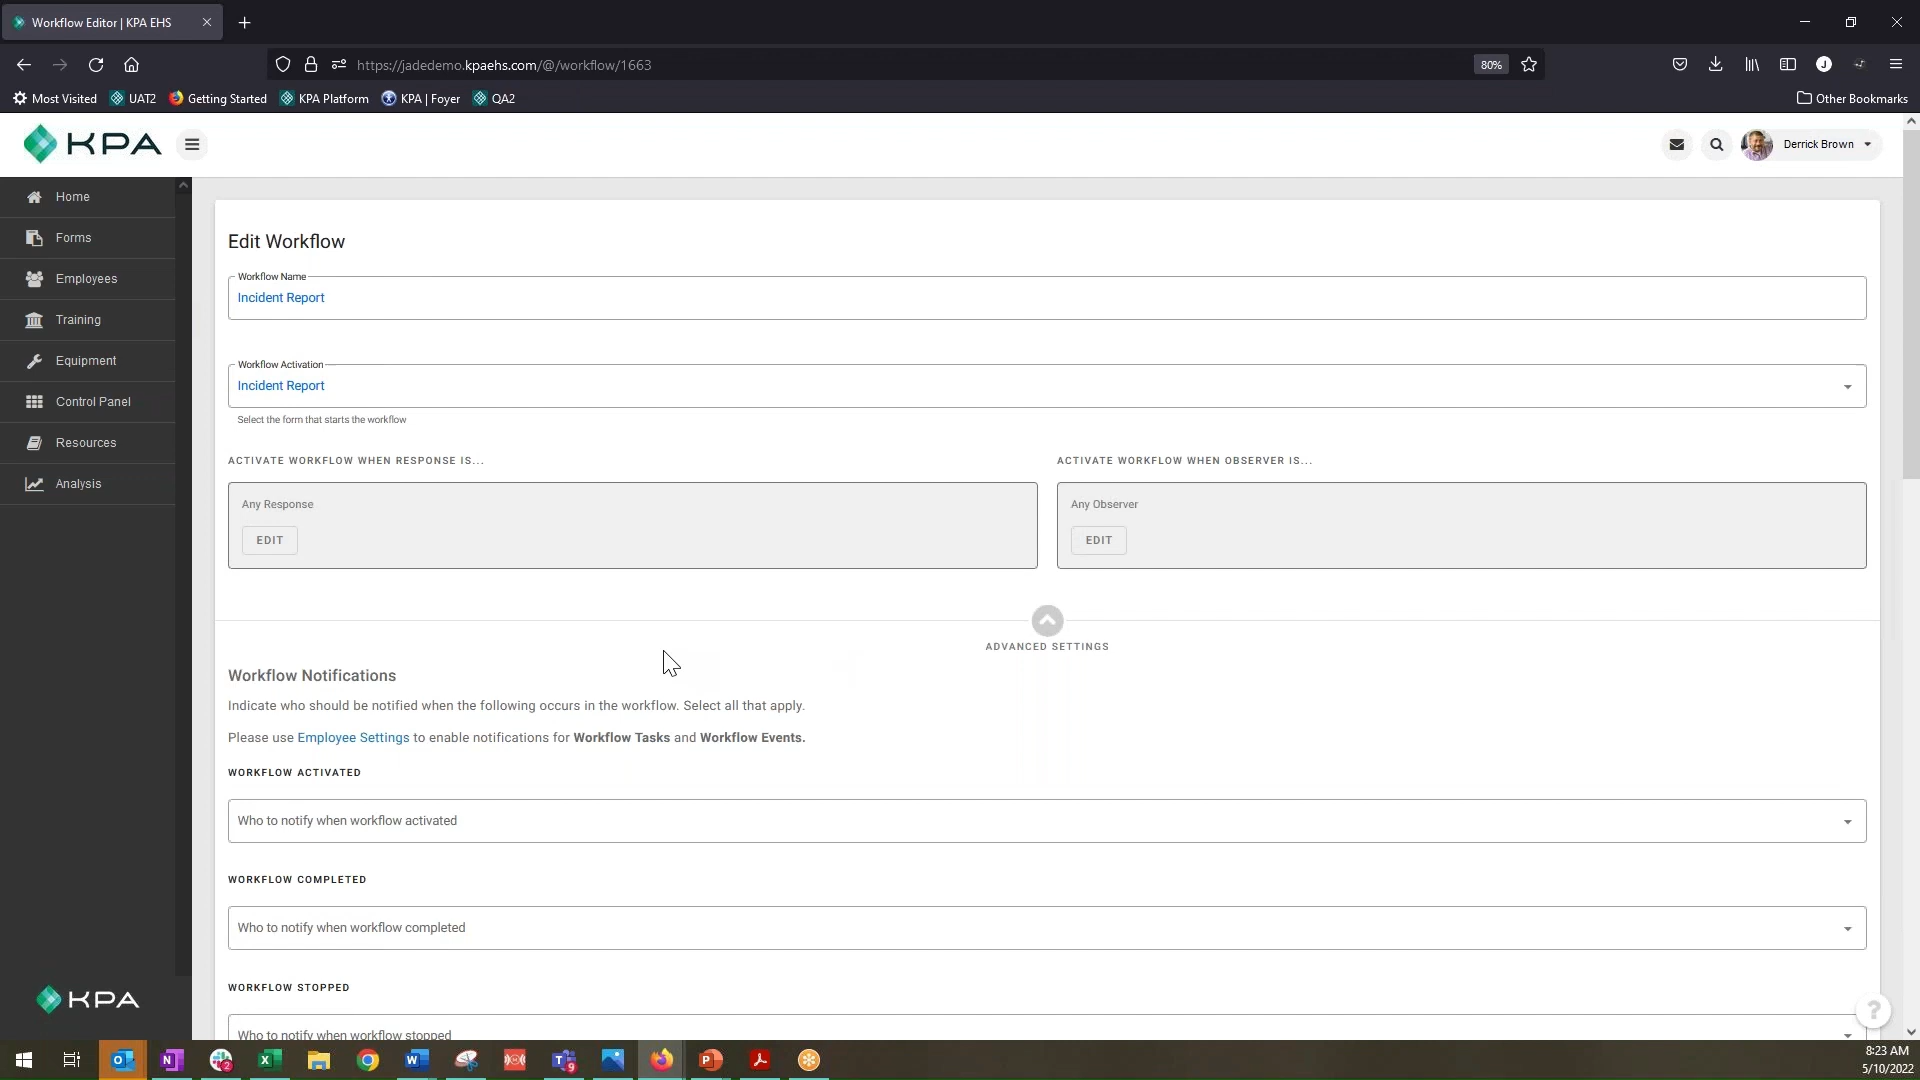 Workflow Editor | KPA EHS
https://jadedemo.kpaehs.com/@/workflow/1663
80%
J
Most Visited
UAT2
Getting Started
KPA Platform
KPA | Foyer
QA2
Other Bookmarks
KPA
Derrick Brown
Home
Forms
Employees
Training
Equipment
Control Panel
Resources
Analysis
KPA
Edit Workflow
Workflow Name
Incident Report
Workflow Activation
Incident Report
Select the form that starts the workflow
ACTIVATE WORKFLOW WHEN RESPONSE IS...
ACTIVATE WORKFLOW WHEN OBSERVER IS...
Any Response
EDIT
Any Observer
EDIT
ADVANCED SETTINGS
Workflow Notifications
Indicate who should be notified when the following occurs in the workflow. Select all that apply.
Please use Employee Settings to enable notifications for Workflow Tasks and Workflow Events.
WORKFLOW ACTIVATED
Who to notify when workflow activated
WORKFLOW COMPLETED
Who to notify when workflow completed
WORKFLOW STOPPED
Who to notify when workflow stopped
?
8:23 AM
5/10/2022